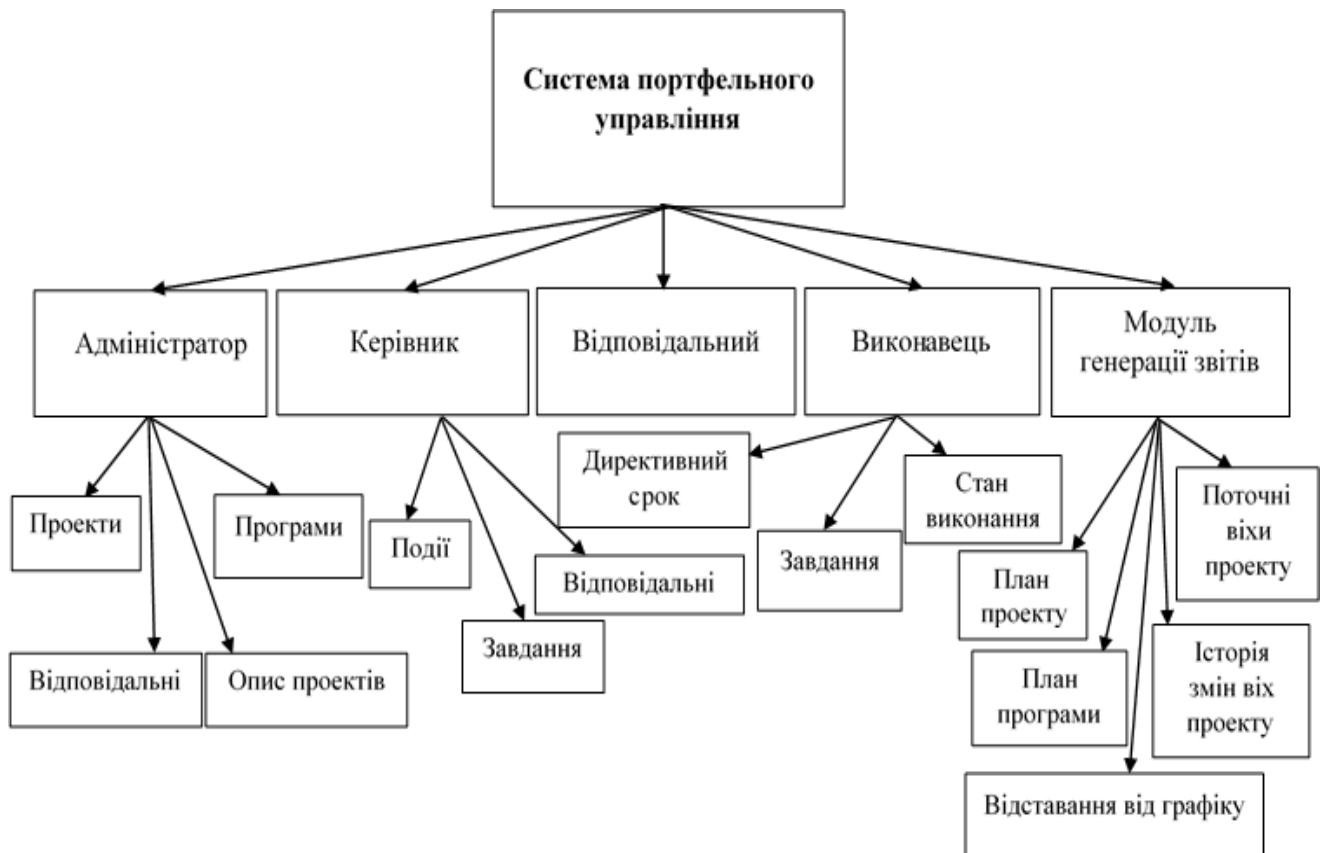 Система портфельного
управління
Адміністратор
Керівник
Відповідальний
Виконавець
Модуль
генерації звітів
Проекти
Відповідальні
Опис проектів
Програми
Події
Завдання
Відповідальні
Директивний
срок
Завдання
Стан
виконання
План
проекту
План
програми
Відставання від графіку
Історія
змін віх
проекту
Поточні
віхи
проекту